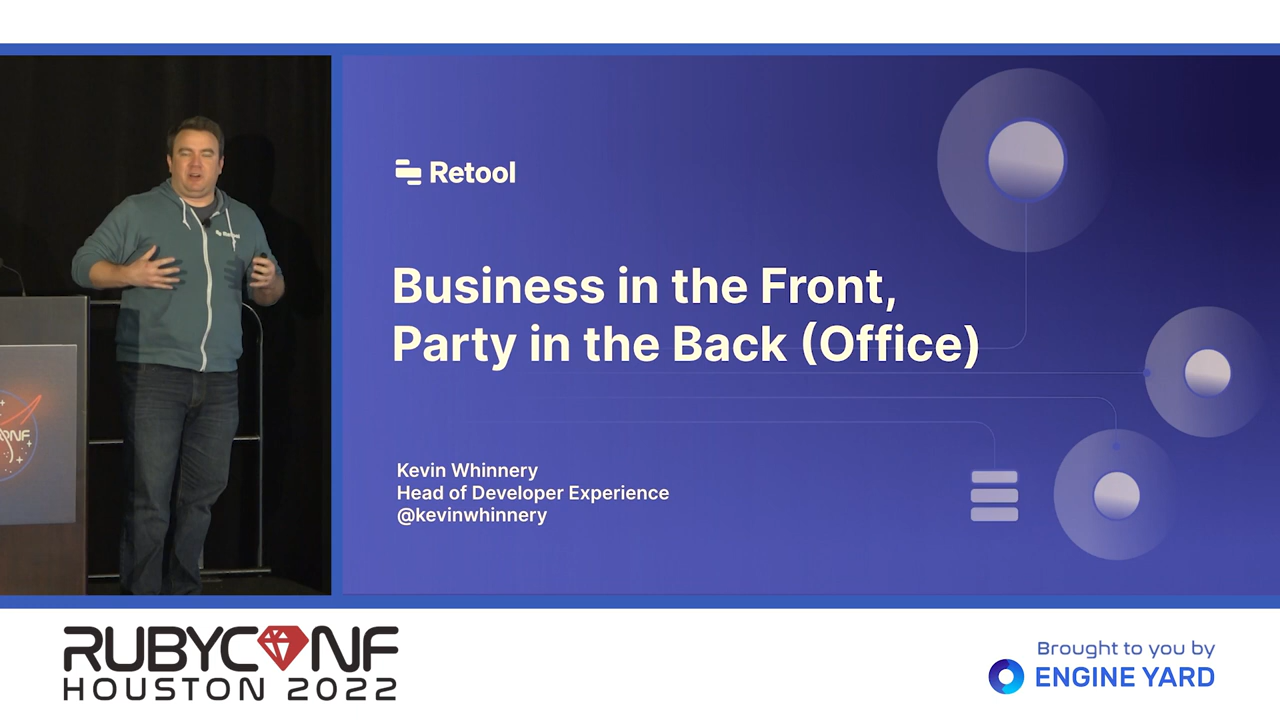 Retool
Business in the Front,
Party in the Back (Office)
Kevin Whinnery
Head of Developer Experience
@kevinwhinnery
RUBYCONF
HOUSTON 2022
Brought to you by
ENGINE YARD